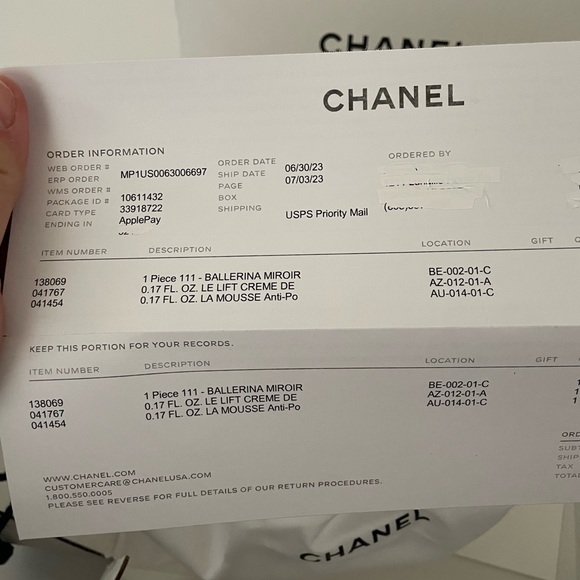 CHANEL
CHANEL
ORDER INFORMATION
WEB ORDER # MP1US0063006697
ERP ORDER
WMS ORDER # 10611432
PACKAGE ID # 33918722
CARD TYPE ApplePay
ENDING IN
ORDER DATE 06/30/23
SHIP DATE 07/03/23
PAGE
BOX
SHIPPING USPS Priority Mail
ORDERED BY
ITEM NUMBER DESCRIPTION LOCATION GIFT
138069 1 Piece 111 - BALLERINA MIROIR BE-002-01-C
041767 0.17 FL. OZ. LE LIFT CREME DE AZ-012-01-A
041454 0.17 FL. OZ. LA MOUSSE Anti-Po AU-014-01-C
KEEP THIS PORTION FOR YOUR RECORDS.
ITEM NUMBER DESCRIPTION LOCATION GIFT
138069 1 Piece 111 - BALLERINA MIROIR BE-002-01-C
041767 0.17 FL. OZ. LE LIFT CREME DE AZ-012-01-A
041454 0.17 FL. OZ. LA MOUSSE Anti-Po AU-014-01-C
ORD
SUBT
SHIP
TAX
TOTA
WWW.CHANEL.COM
CUSTOMERCARE@CHANELUSA.COM
1.800.550.0005
PLEASE SEE REVERSE FOR FULL DETAILS OF OUR RETURN PROCEDURES.
CHANEL